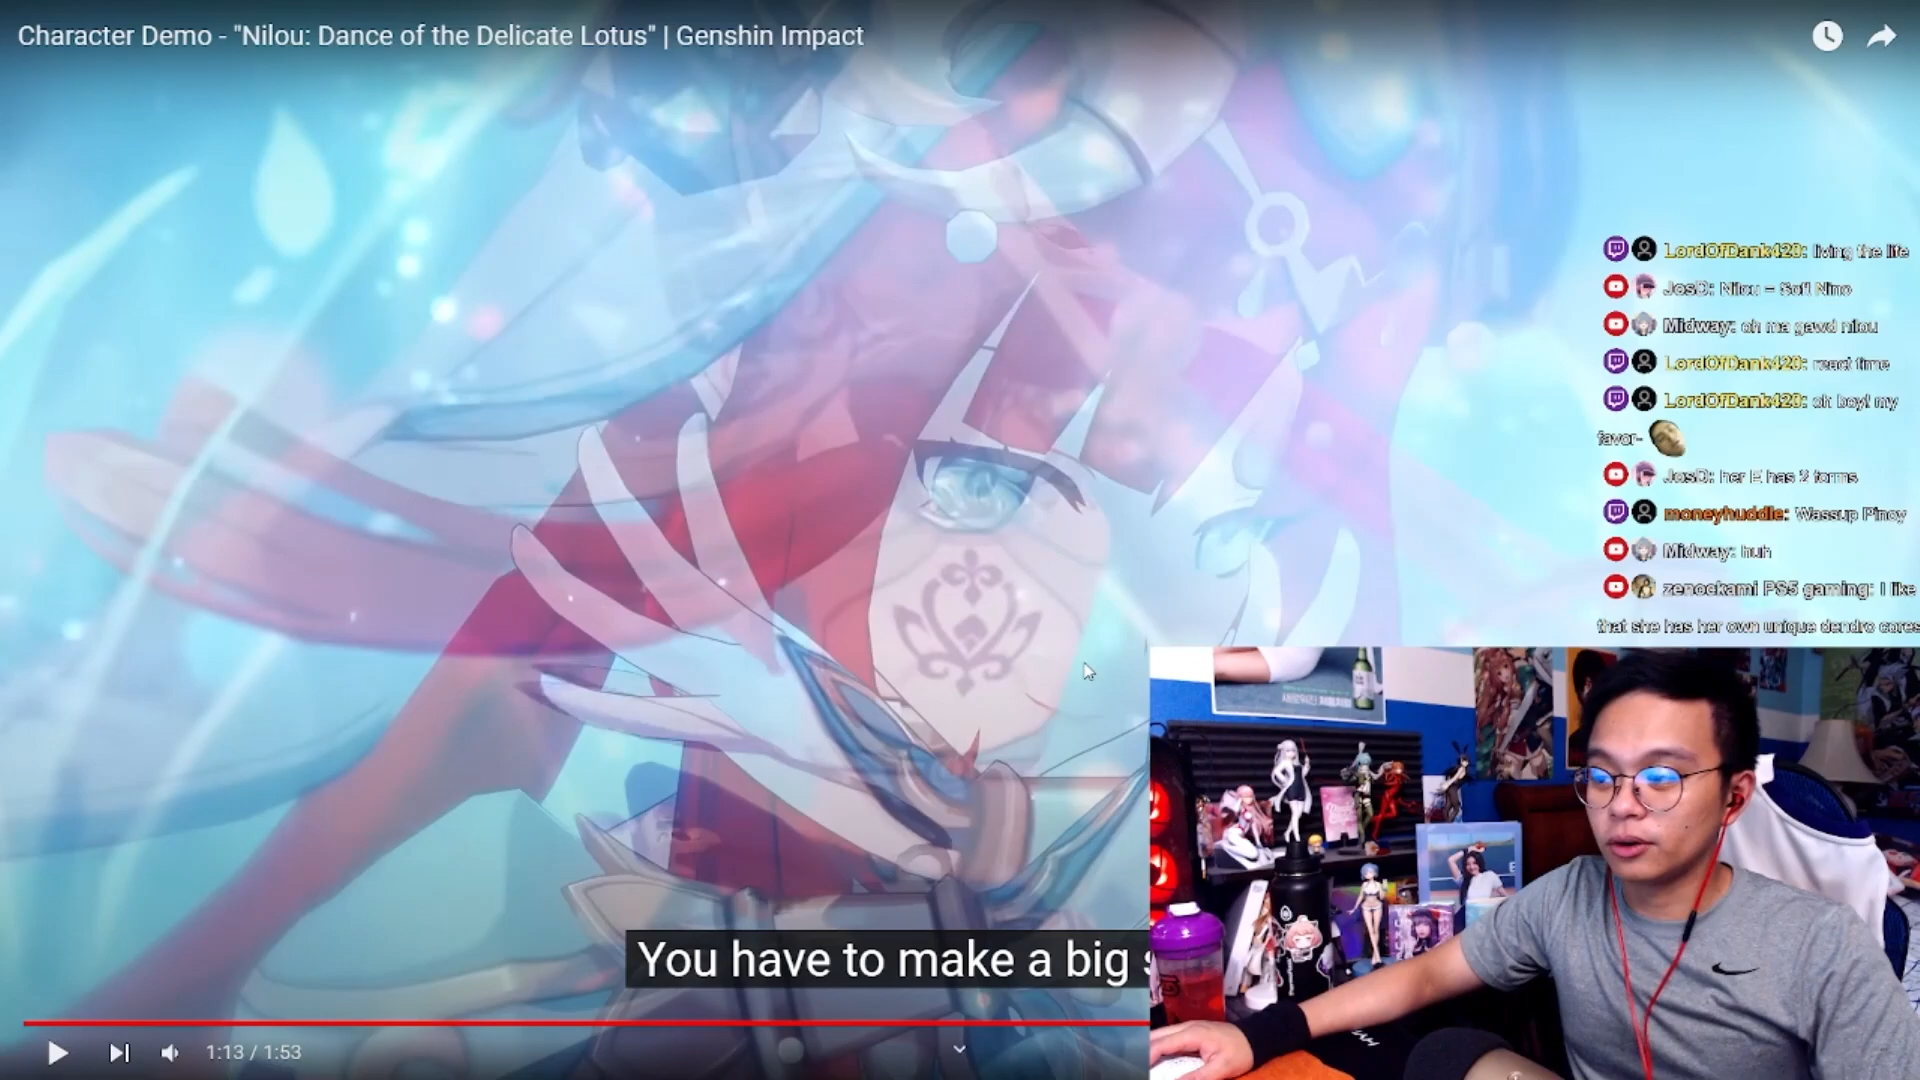 Character Demo - "Nilou: Dance of the Delicate Lotus" | Genshin Impact
LordOfDank420: living the life
JosD: Nilou = Soft Nino
Midway: oh ma gawd nilou
LordOfDank420: react time
LordOfDank420: oh boy! my
favor-
JosD: her E has 2 forms
moneyhuddle: Wassup Pinoy
Midway: huh
zenockami PS5 gaming: I like
that she has her own unique dendro cores
You have to make a big
1:13 / 1:53